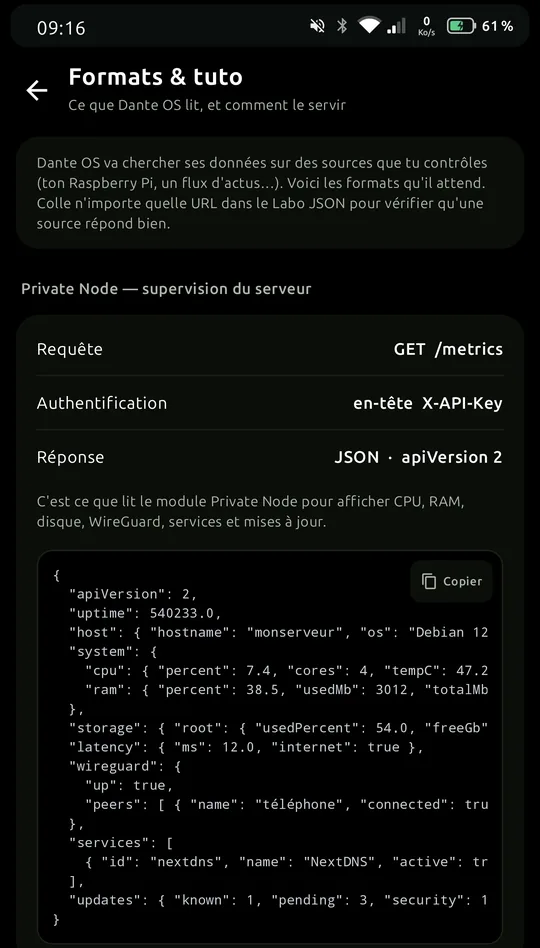 09:16
0
Ko/s
61 %
Formats & tuto
Ce que Dante OS lit, et comment le servir
Dante OS va chercher ses données sur des sources que tu contrôles
(ton Raspberry Pi, un flux d'actus…). Voici les formats qu'il attend.
Colle n'importe quelle URL dans le Labo JSON pour vérifier qu'une
source répond bien.
Private Node — supervision du serveur
Requête GET /metrics
Authentification en-tête X-API-Key
Réponse JSON · apiVersion 2
C'est ce que lit le module Private Node pour afficher CPU, RAM,
disque, WireGuard, services et mises à jour.
Copier
{
  "apiVersion": 2,
  "uptime": 540233.0,
  "host": { "hostname": "monserveur", "os": "Debian 12
  "system": {
    "cpu": { "percent": 7.4, "cores": 4, "tempC": 47.2
    "ram": { "percent": 38.5, "usedMb": 3012, "totalMb
  },
  "storage": { "root": { "usedPercent": 54.0, "freeGb"
  "latency": { "ms": 12.0, "internet": true },
  "wireguard": {
    "up": true,
    "peers": [ { "name": "téléphone", "connected": tru
  },
  "services": [
    { "id": "nextdns", "name": "NextDNS", "active": tr
  ],
  "updates": { "known": 1, "pending": 3, "security": 1
}